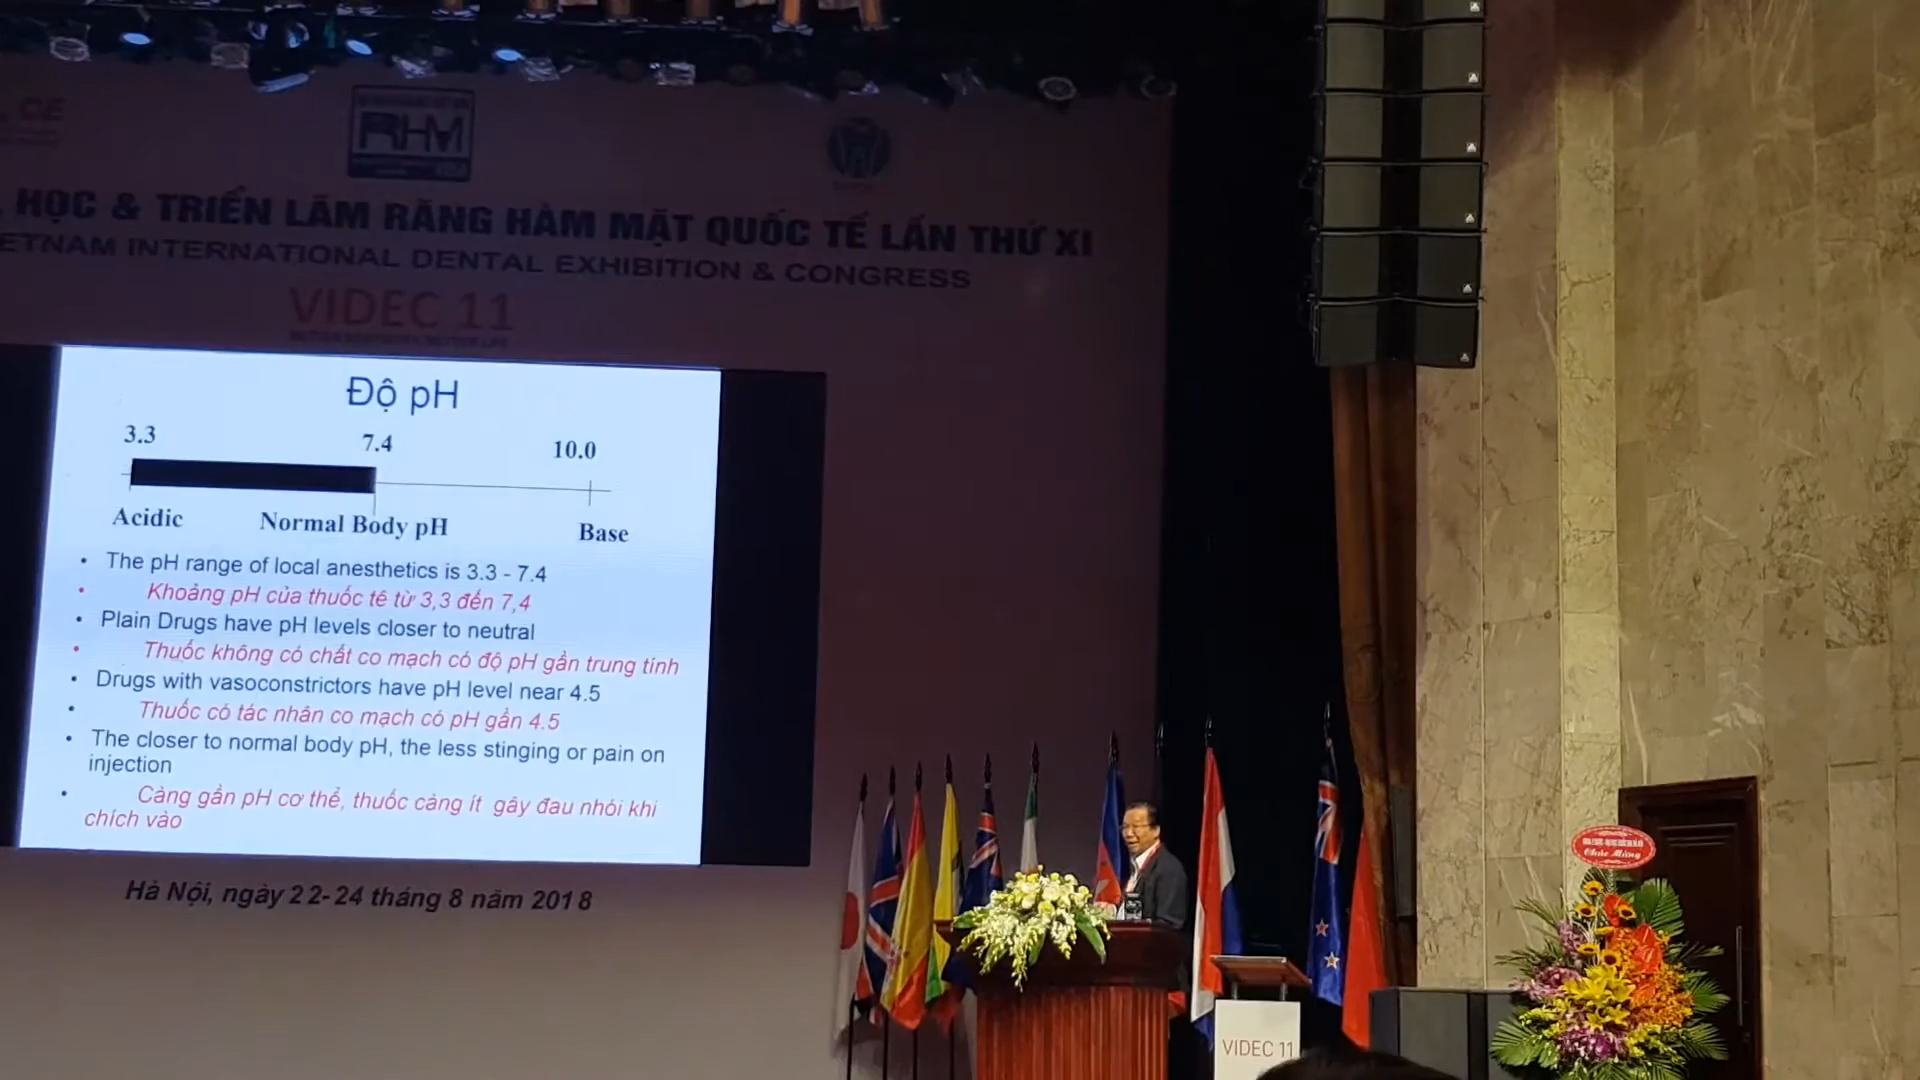 CE
RHM
HỌC & TRIỂN LÃM RĂNG HÀM MẶT QUỐC TẾ LẦN THỨ XI
ETNAM INTERNATIONAL DENTAL EXHIBITION & CONGRESS
VIDEC 11
Độ pH
3.3 7.4 10.0
Acidic Normal Body pH Base
• The pH range of local anesthetics is 3.3 - 7.4
• Khoảng pH của thuốc tê từ 3,3 đến 7,4
• Plain Drugs have pH levels closer to neutral
• Thuốc không có chất co mạch có độ pH gần trung tính
• Drugs with vasoconstrictors have pH level near 4.5
• Thuốc có tác nhân co mạch có pH gần 4.5
• The closer to normal body pH, the less stinging or pain on
injection
• Càng gần pH cơ thể, thuốc càng ít gây đau nhói khi
chích vào
Hà Nội, ngày 22-24 tháng 8 năm 2018
Chúc Mừng
VIDEC 11